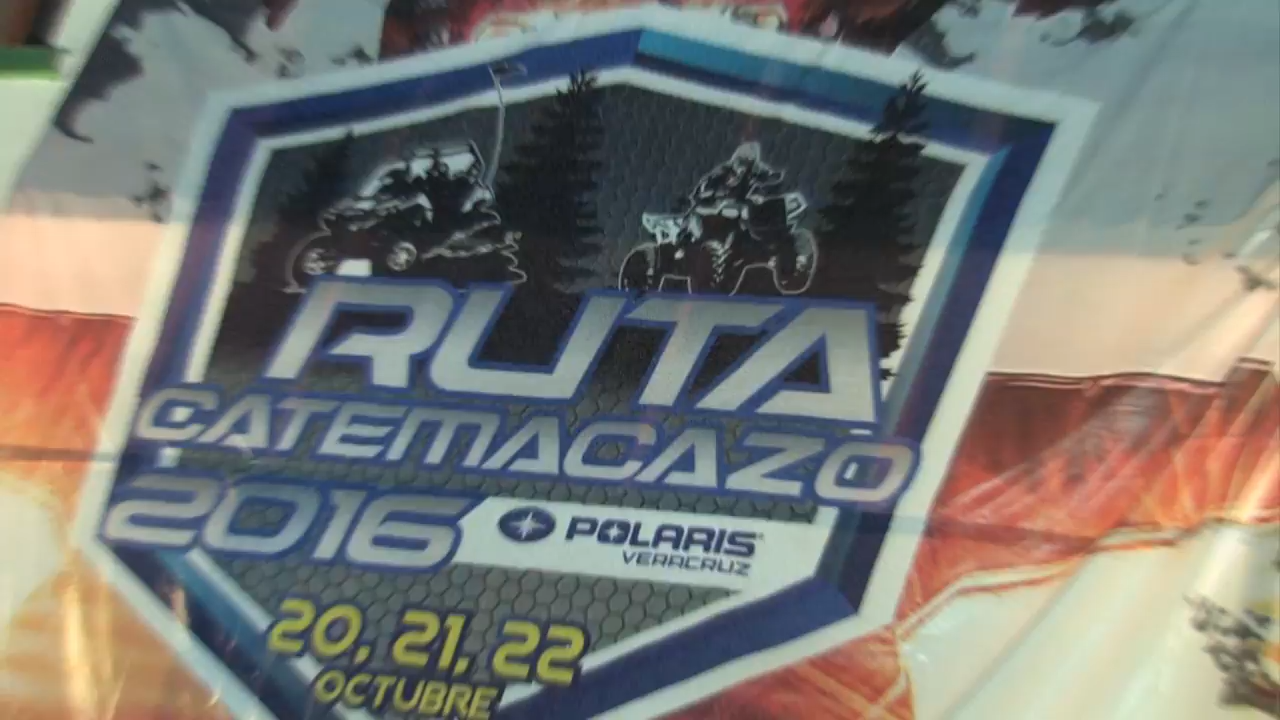 RUTA
CATEMACAZO
2016
POLARIS
VERACRUZ
20, 21, 22
OCTUBRE